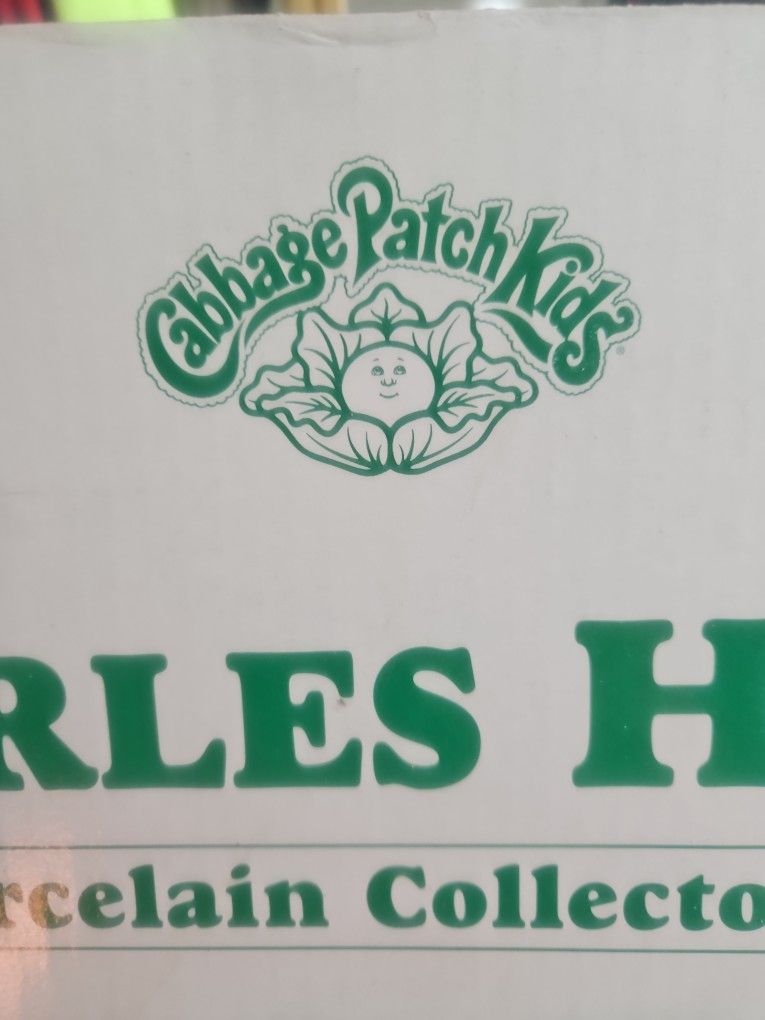 Cabbage Patch Kids®
RLES H
rcelain Collecto